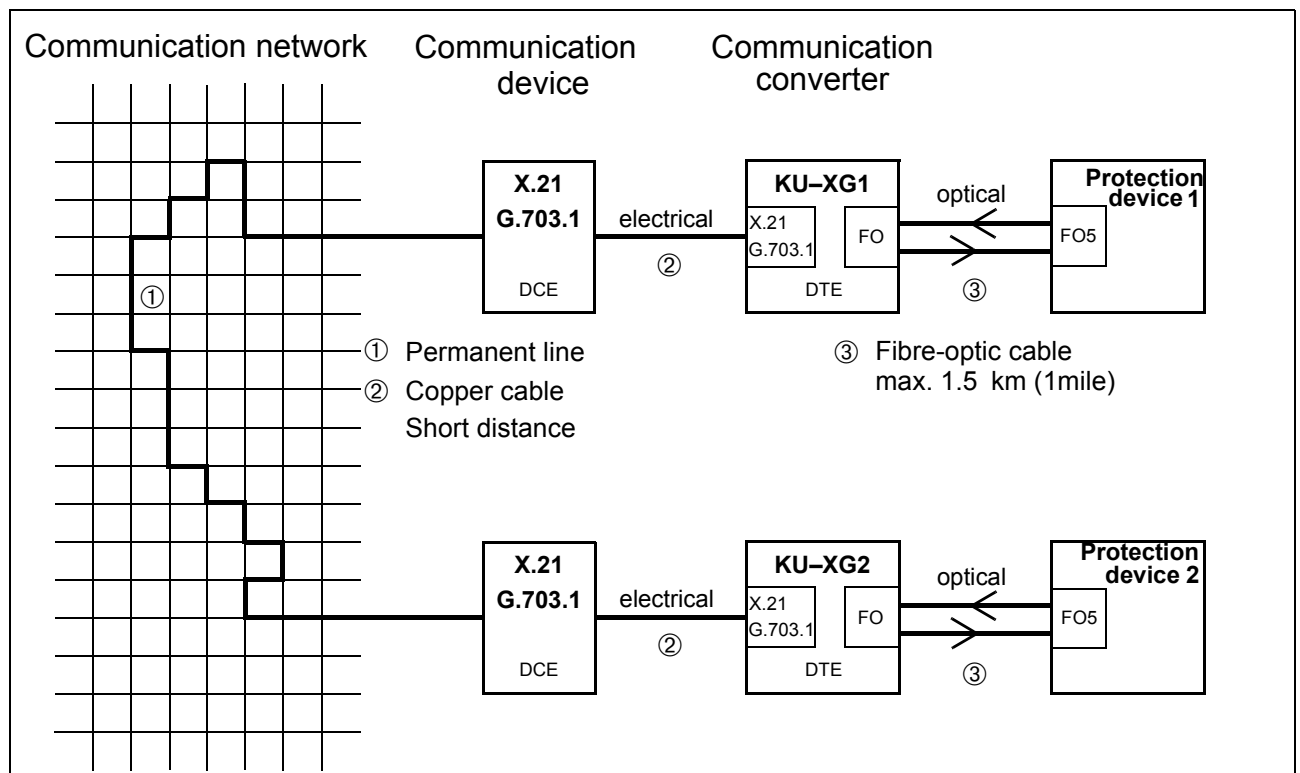 Communication network
Communication
device
Communication
converter
X.21
G.703.1
DCE
electrical
②
KU–XG1
X.21
G.703.1
FO
DTE
optical
③
Protection
device 1
FO5
①
① Permanent line
② Copper cable
Short distance
③ Fibre-optic cable
max. 1.5 km (1mile)
X.21
G.703.1
DCE
electrical
②
KU–XG2
X.21
G.703.1
FO
DTE
optical
③
Protection
device 2
FO5